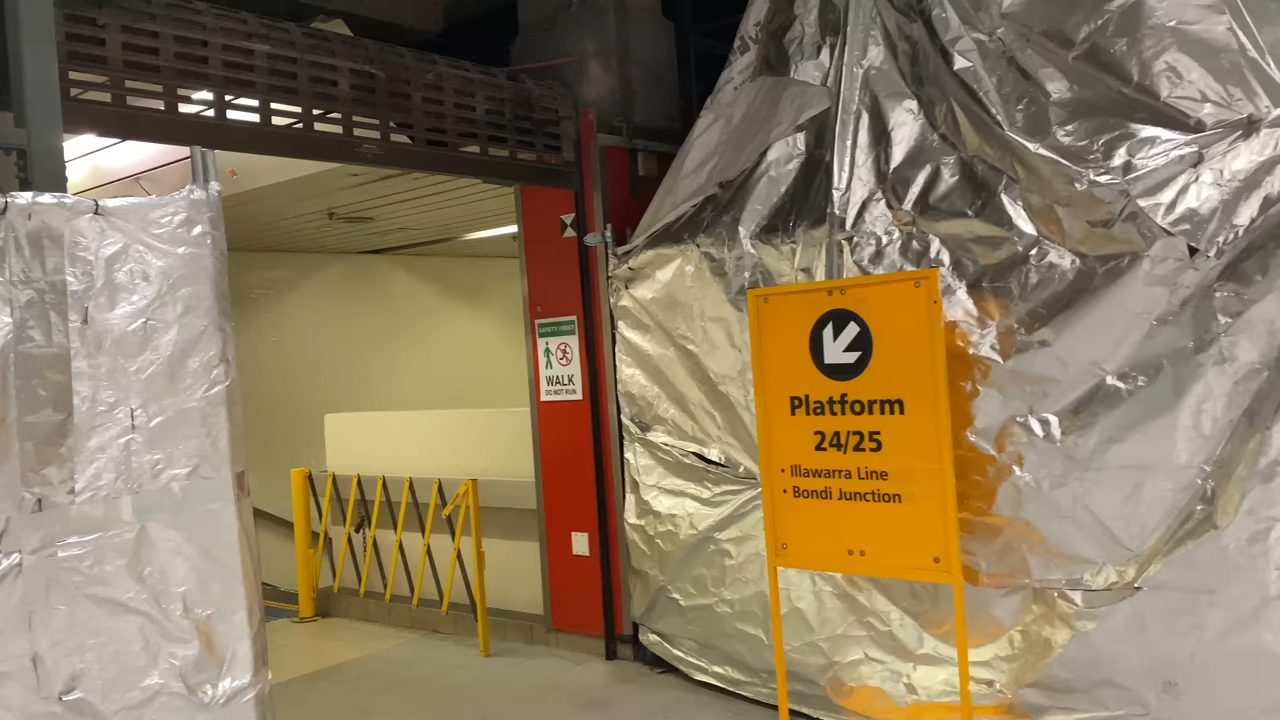 SAFETY FIRST
WALK
DO NOT RUN
Platform
24/25
• Illawarra Line
• Bondi Junction